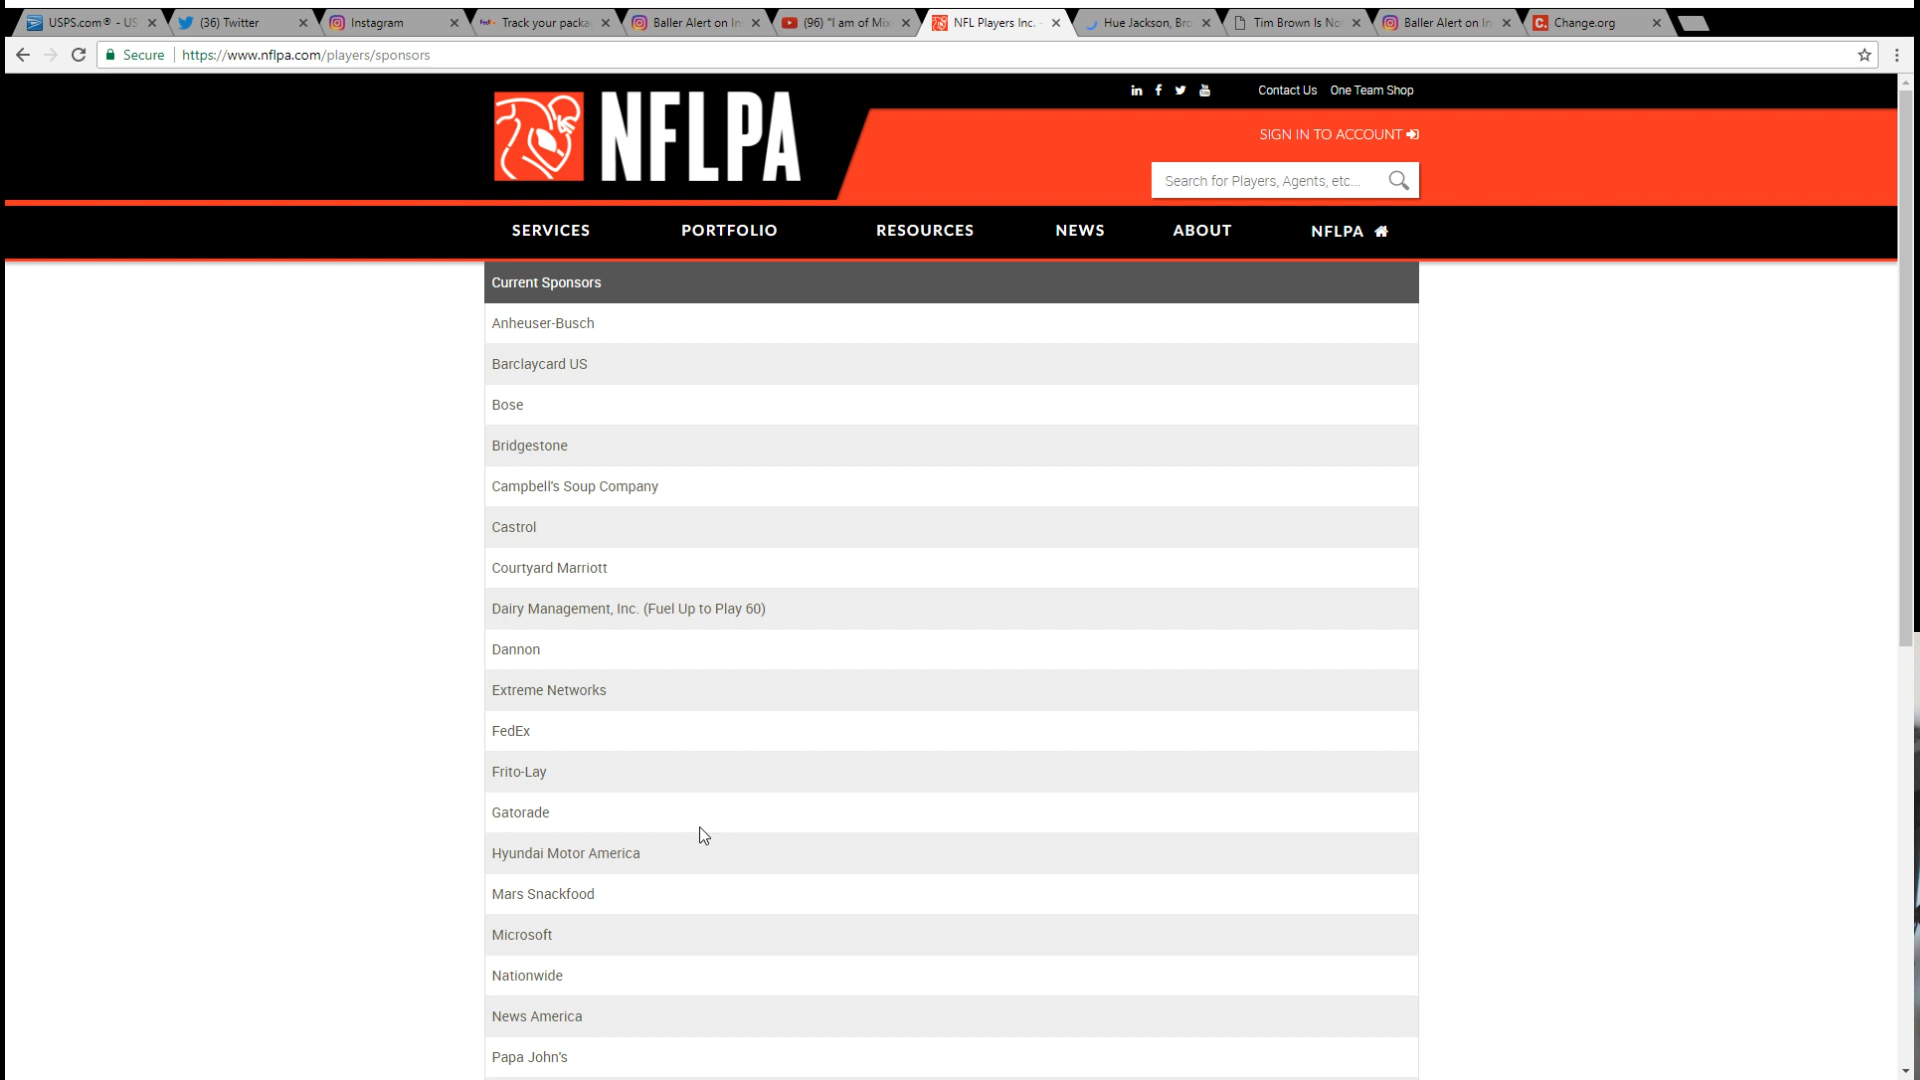 USPS.com® - US
(36) Twitter
Instagram
Track your packa
Baller Alert on In
(96) "I am of Mix
NFL Players Inc. -
Hue Jackson, Bro
Tim Brown Is No
Baller Alert on In
Change.org
Secure
https://www.nflpa.com/players/sponsors
Contact Us
One Team Shop
NFLPA
SIGN IN TO ACCOUNT
Search for Players, Agents, etc...
SERVICES
PORTFOLIO
RESOURCES
NEWS
ABOUT
NFLPA
Current Sponsors
Anheuser-Busch
Barclaycard US
Bose
Bridgestone
Campbell's Soup Company
Castrol
Courtyard Marriott
Dairy Management, Inc. (Fuel Up to Play 60)
Dannon
Extreme Networks
FedEx
Frito-Lay
Gatorade
Hyundai Motor America
Mars Snackfood
Microsoft
Nationwide
News America
Papa John's